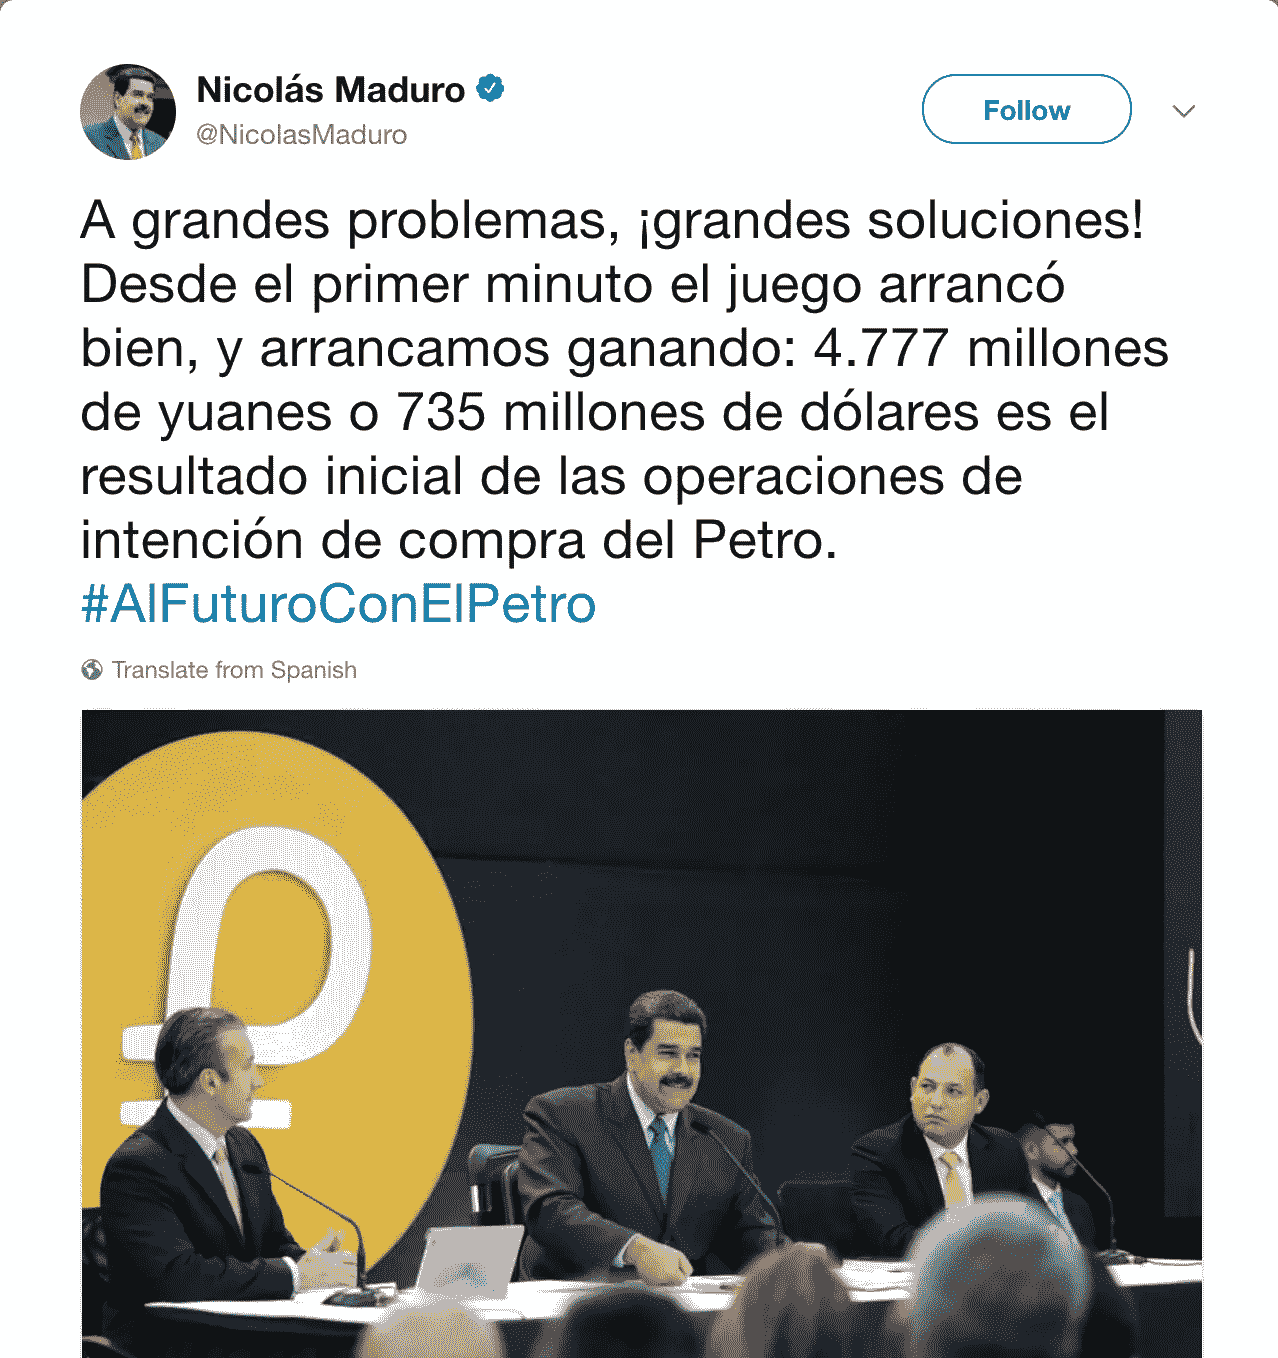 Nicolás Maduro
@NicolasMaduro
Follow
A grandes problemas, ¡grandes soluciones!
Desde el primer minuto el juego arrancó
bien, y arrancamos ganando: 4.777 millones
de yuanes o 735 millones de dólares es el
resultado inicial de las operaciones de
intención de compra del Petro.
#AlFuturoConElPetro
Translate from Spanish